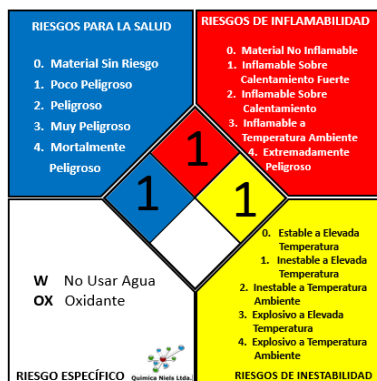 RIESGOS PARA LA SALUD
0. Material Sin Riesgo
1. Poco Peligroso
2. Peligroso
3. Muy Peligroso
4. Mortalmente
Peligroso
RIESGOS DE INFLAMABILIDAD
0. Material No Inflamable
1. Inflamable Sobre
Calentamiento Fuerte
2. Inflamable Sobre
Calentamiento
3. Inflamable a
Temperatura Ambiente
4. Extremadamente
Peligroso
1
1
1
W No Usar Agua
OX Oxidante
RIESGO ESPECÍFICO
Química Niels Ltda.
0. Estable a Elevada
Temperatura
1. Inestable a Elevada
Temperatura
2. Inestable a Temperatura
Ambiente
3. Explosivo a Elevada
Temperatura
4. Explosivo a Elevada
Temperatura
Ambiente
RIESGOS DE INESTABILIDAD